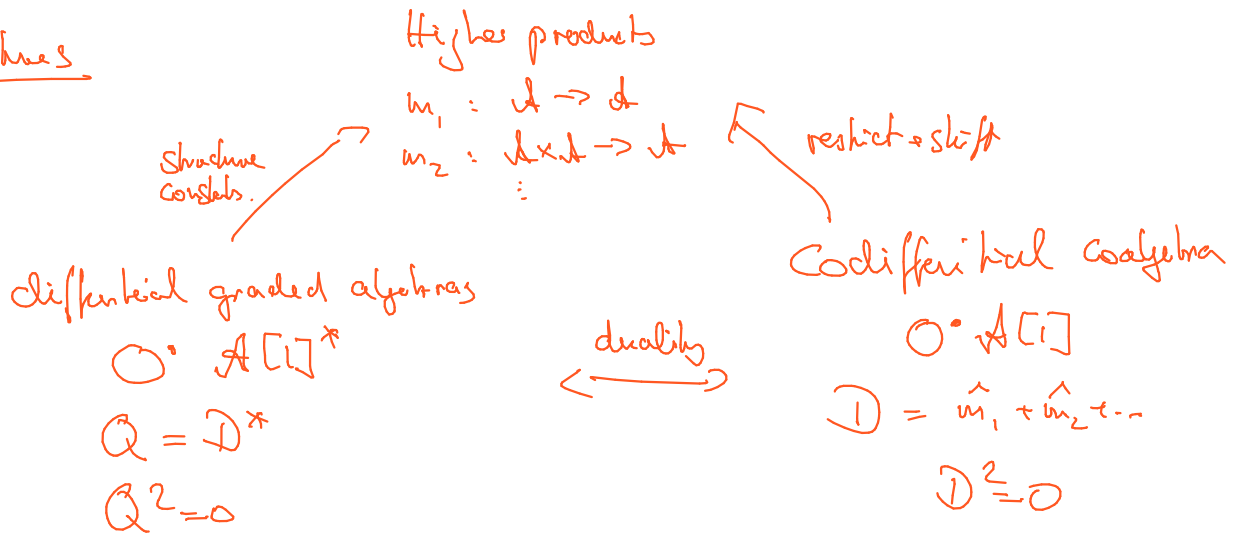 Higher products
m₁ : A → A
m₂ : A × A → A
⋮
structure
constants.
restrict + shift
differential graded algebras
O• A[1]*
Q = D*
Q² = 0
duality
Codifferential coalgebra
O• A[1]
D = m̂₁ + m̂₂ + ...
D² = 0